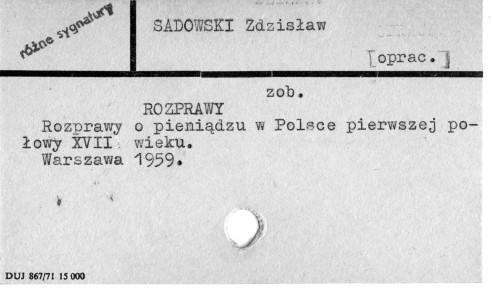 różne sygnatury
SADOWSKI Zdzisław
[oprac.]
zob.
ROZPRAWY
Rozprawy o pieniądzu w Polsce pierwszej po-
łowy XVII wieku.
Warszawa 1959.
DUJ 867/71 15 000